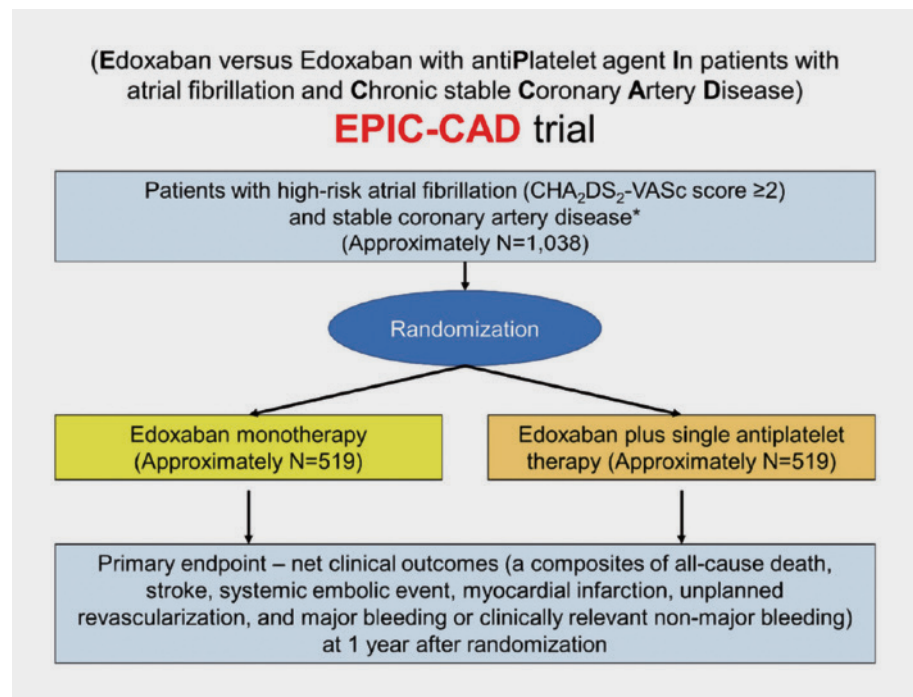 (Edoxaban versus Edoxaban with antiPlatelet agent In patients with
atrial fibrillation and Chronic stable Coronary Artery Disease)
EPIC-CAD trial
Patients with high-risk atrial fibrillation (CHA₂DS₂-VASc score ≥2)
and stable coronary artery disease*
(Approximately N=1,038)
Randomization
Edoxaban monotherapy
(Approximately N=519)
Edoxaban plus single antiplatelet
therapy (Approximately N=519)
Primary endpoint – net clinical outcomes (a composites of all-cause death,
stroke, systemic embolic event, myocardial infarction, unplanned
revascularization, and major bleeding or clinically relevant non-major bleeding)
at 1 year after randomization